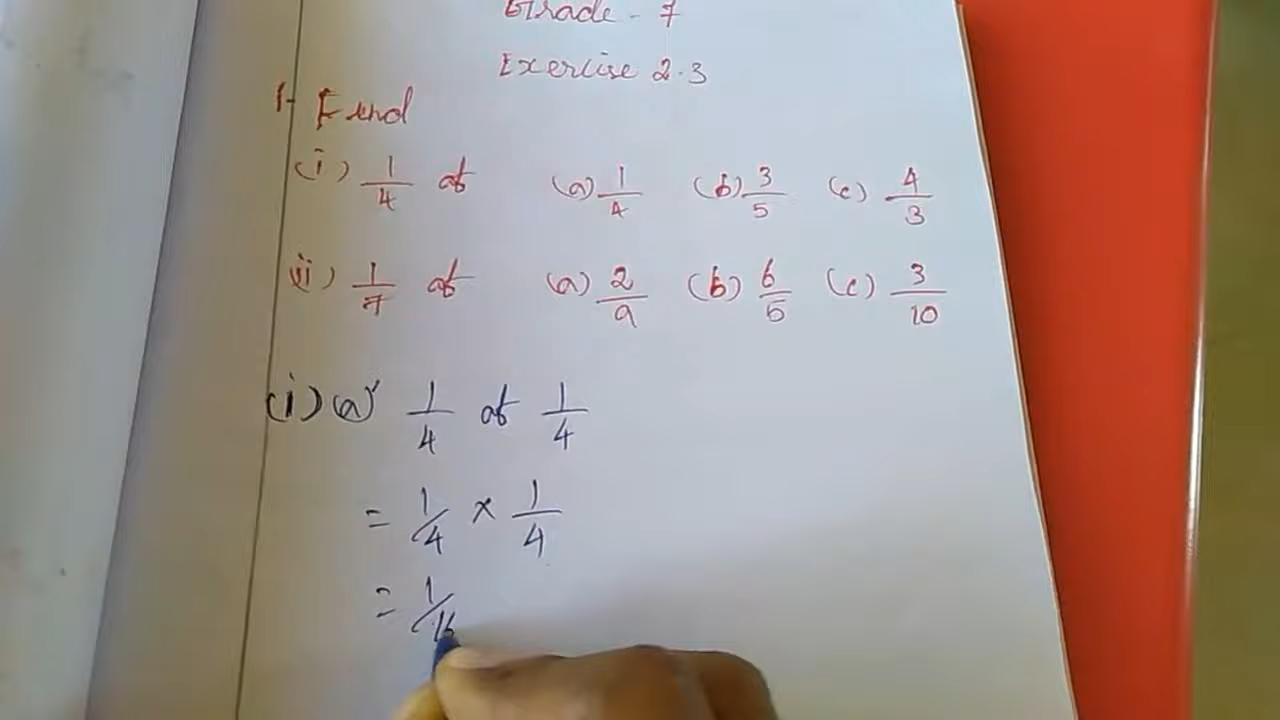 Grade - 7
Exercise 2.3
1- Find
(i) 1/4 of (a) 1/4 (b) 3/5 (c) 4/3
(ii) 1/7 of (a) 2/9 (b) 6/5 (c) 3/10
(i) (a) 1/4 of 1/4
= 1/4 × 1/4
= 1/16